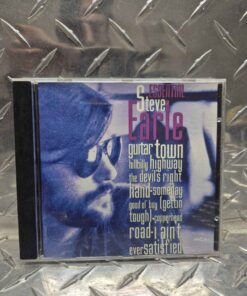 ESSENTIAL
Steve
Earle
guitar town
hillbilly highway
the devil's right
hand-someday
good ol' boy (gettin'
tough)-copperhead
road-I ain't
ever satisfied